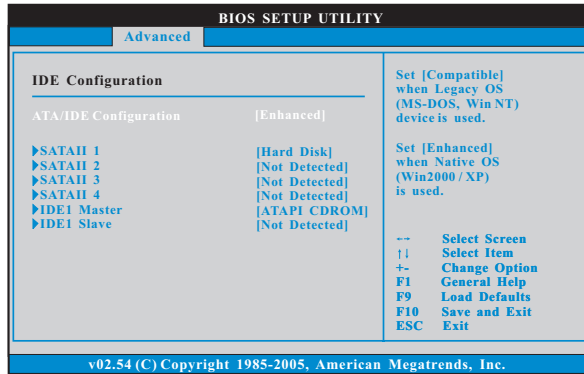 BIOS SETUP UTILITY
Advanced
IDE Configuration
ATA/IDE Configuration [Enhanced]
SATAII 1 [Hard Disk]
SATAII 2 [Not Detected]
SATAII 3 [Not Detected]
SATAII 4 [Not Detected]
IDE1 Master [ATAPI CDROM]
IDE1 Slave [Not Detected]
Set [Compatible]
when Legacy OS
(MS-DOS, Win NT)
device is used.
Set [Enhanced]
when Native OS
(Win2000 / XP)
is used.
←→ Select Screen
↑↓ Select Item
+- Change Option
F1 General Help
F9 Load Defaults
F10 Save and Exit
ESC Exit
v02.54 (C) Copyright 1985-2005, American Megatrends, Inc.